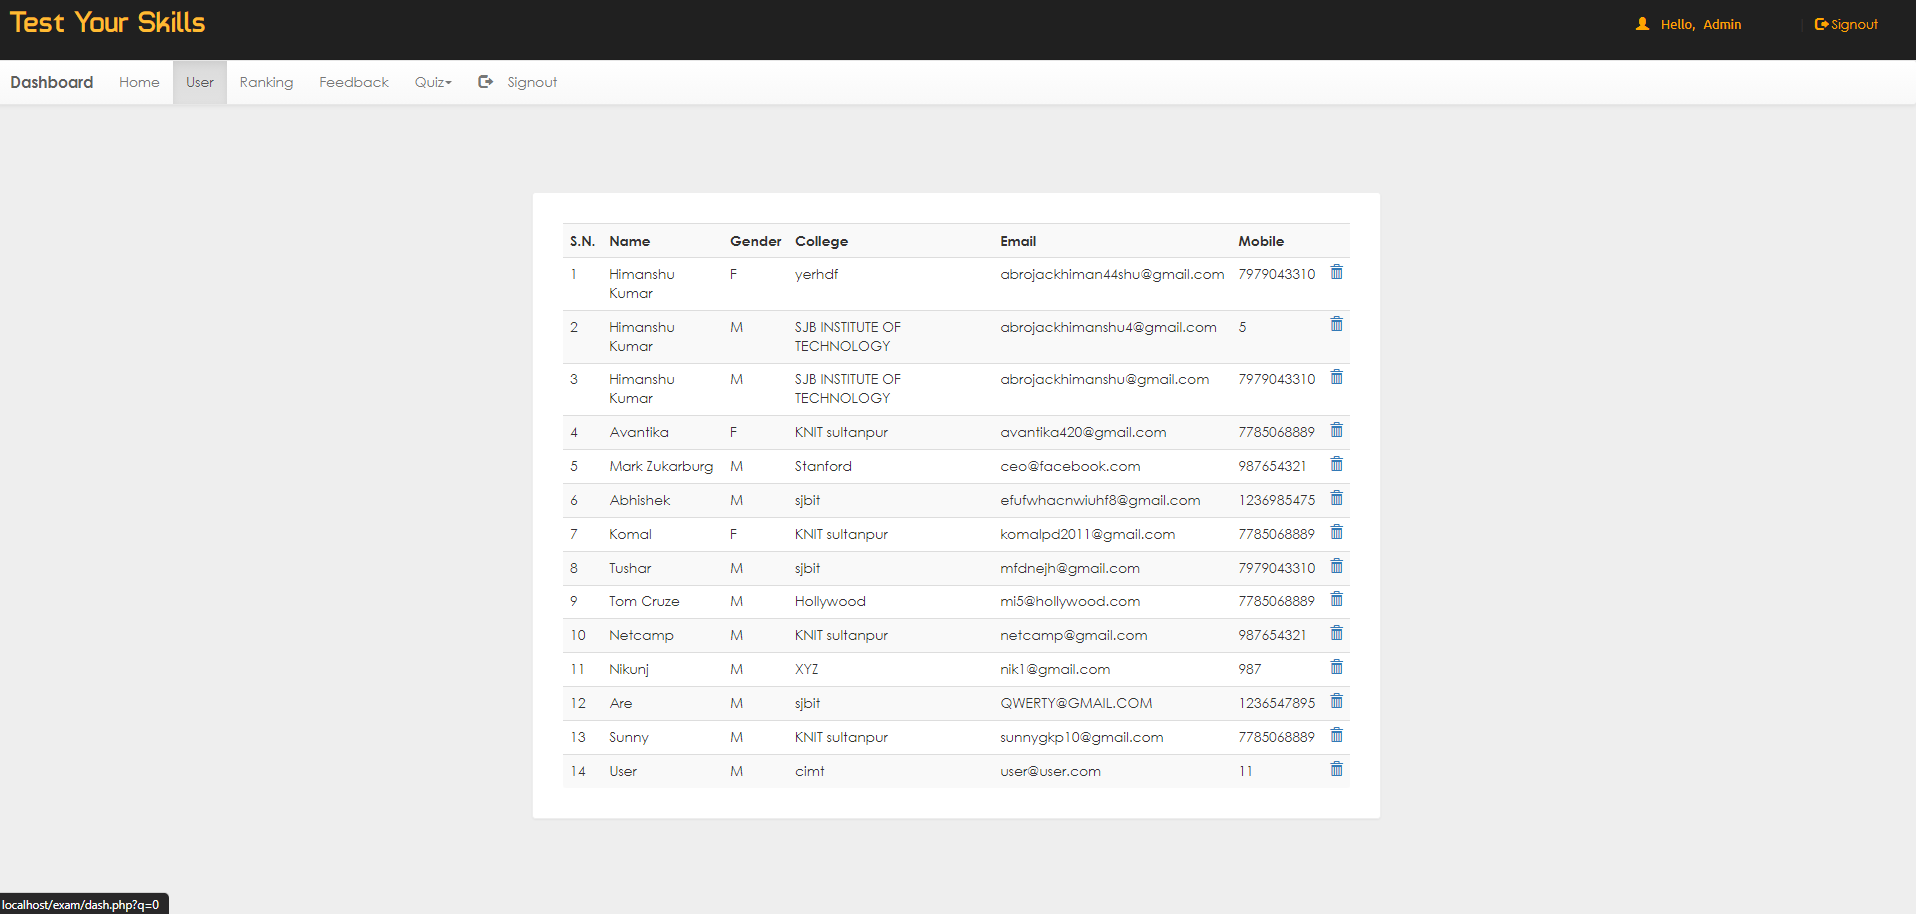 Test Your Skills
Hello, Admin
Signout
Dashboard Home User Ranking Feedback Quiz Signout
S.N. Name Gender College Email Mobile
1 Himanshu Kumar F yerhdf abrojackhiman44shu@gmail.com 7979043310
2 Himanshu Kumar M SJB INSTITUTE OF TECHNOLOGY abrojackhimanshu4@gmail.com 5
3 Himanshu Kumar M SJB INSTITUTE OF TECHNOLOGY abrojackhimanshu@gmail.com 7979043310
4 Avantika F KNIT sultanpur avantika420@gmail.com 7785068889
5 Mark Zukarburg M Stanford ceo@facebook.com 987654321
6 Abhishek M sjbit efufwhacnwiuhf8@gmail.com 1236985475
7 Komal F KNIT sultanpur komalpd2011@gmail.com 7785068889
8 Tushar M sjbit mfdnejh@gmail.com 7979043310
9 Tom Cruze M Hollywood mi5@hollywood.com 7785068889
10 Netcamp M KNIT sultanpur netcamp@gmail.com 987654321
11 Nikunj M XYZ nik1@gmail.com 987
12 Are M sjbit QWERTY@GMAIL.COM 1236547895
13 Sunny M KNIT sultanpur sunnygkp10@gmail.com 7785068889
14 User M cimt user@user.com 11
localhost/exam/dash.php?q=0